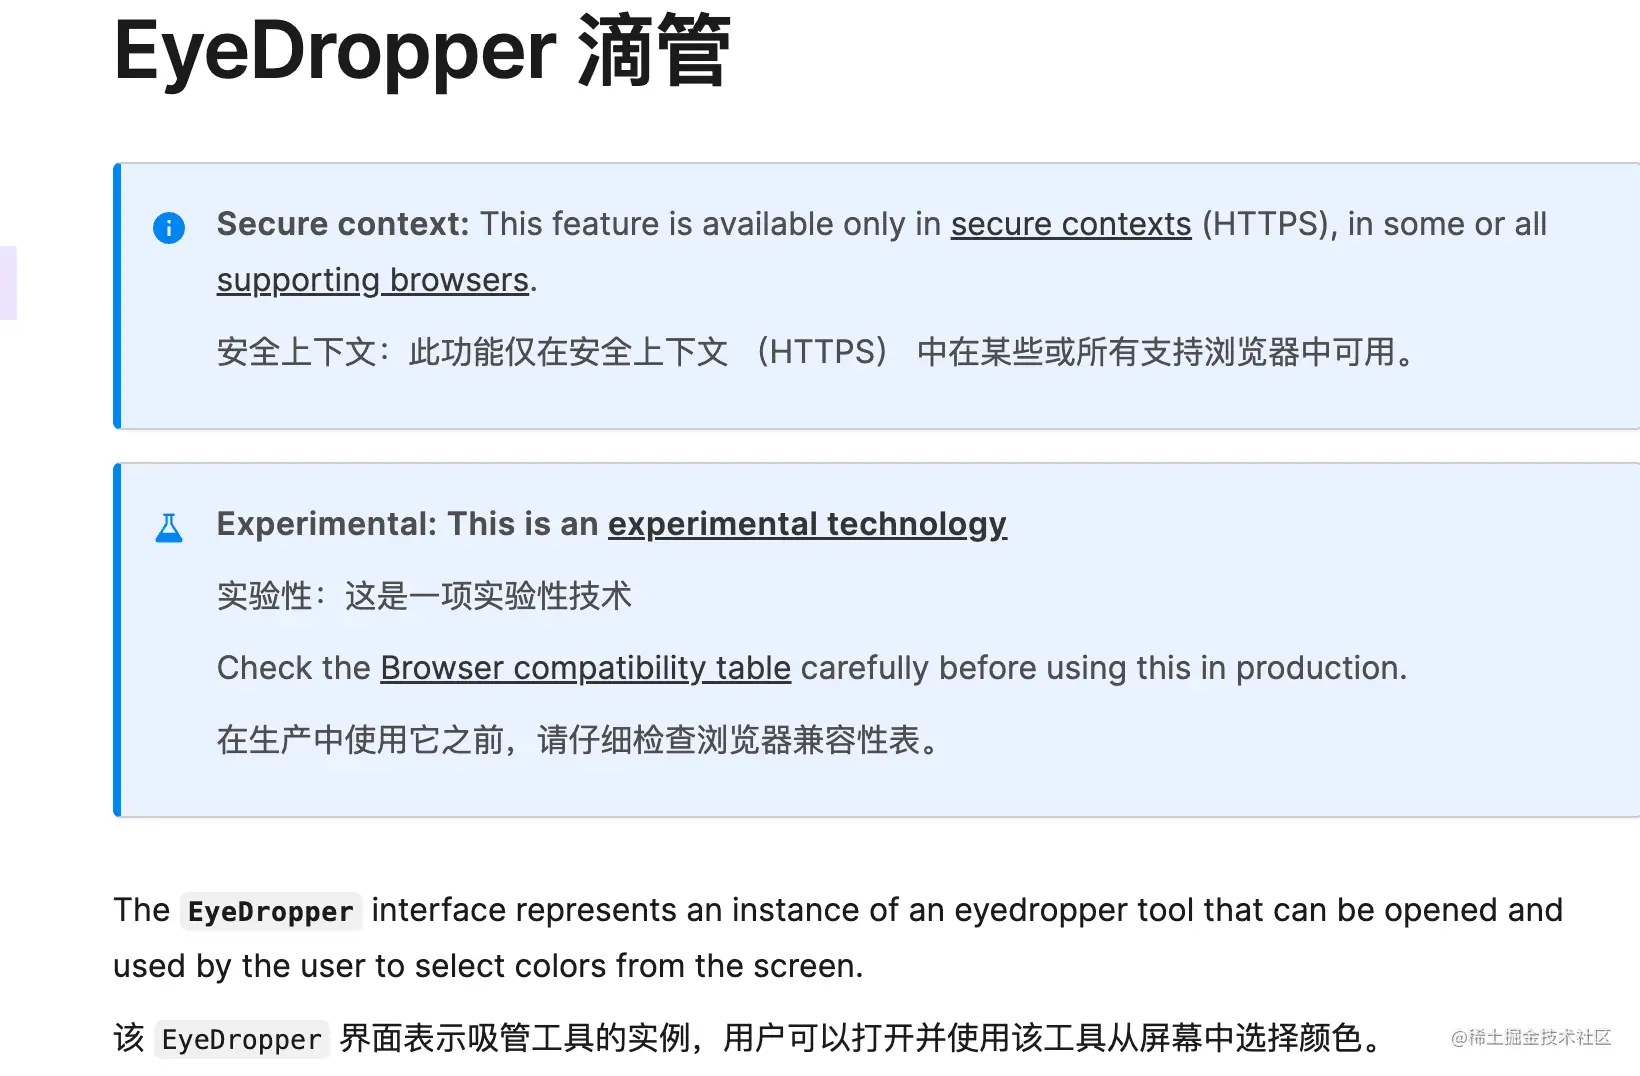 EyeDropper 滴管
Secure context: This feature is available only in secure contexts (HTTPS), in some or all
supporting browsers.
安全上下文：此功能仅在安全上下文 （HTTPS） 中在某些或所有支持浏览器中可用。
Experimental: This is an experimental technology
实验性：这是一项实验性技术
Check the Browser compatibility table carefully before using this in production.
在生产中使用它之前，请仔细检查浏览器兼容性表。
The EyeDropper interface represents an instance of an eyedropper tool that can be opened and
used by the user to select colors from the screen.
该 EyeDropper 界面表示吸管工具的实例，用户可以打开并使用该工具从屏幕中选择颜色。
@稀土掘金技术社区